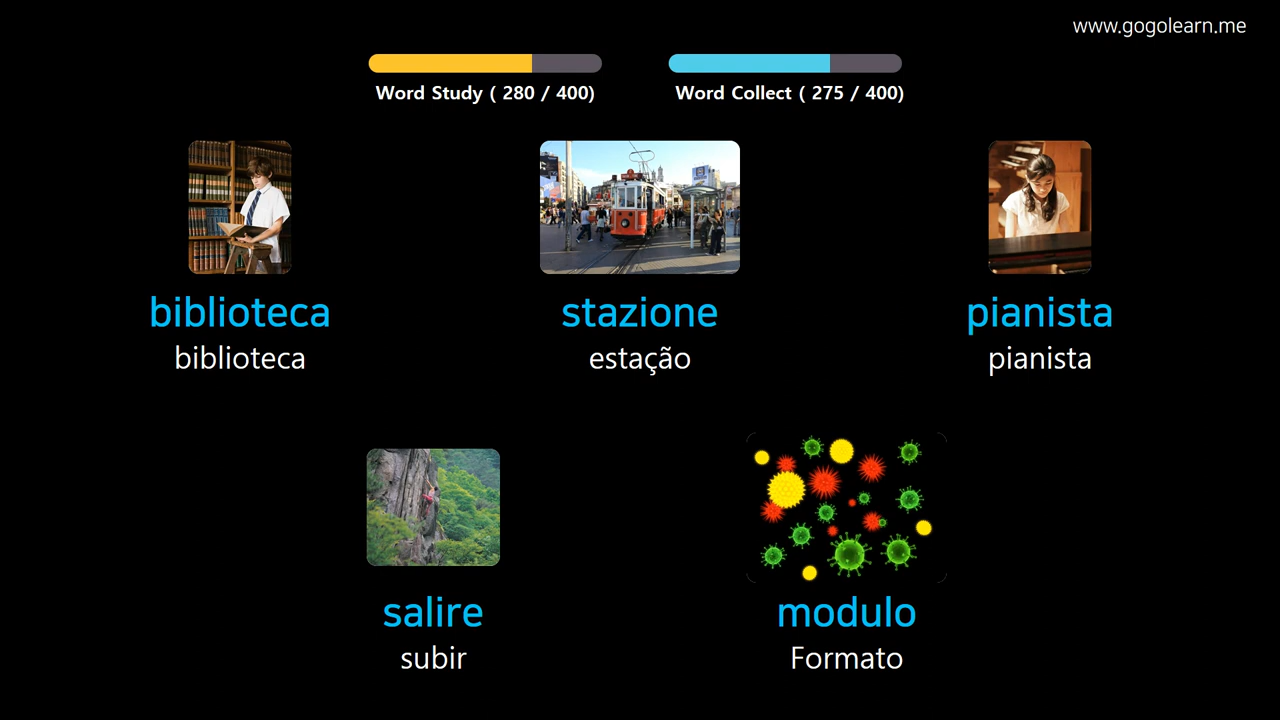 www.gogolearn.me
Word Study ( 280 / 400)
Word Collect ( 275 / 400)
biblioteca
biblioteca
stazione
estação
pianista
pianista
salire
subir
modulo
Formato